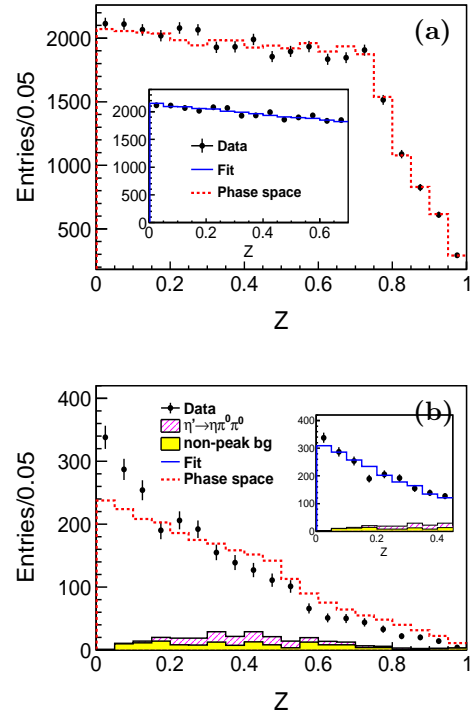 (a)
Entries/0.05
2000
1500
1000
500
2000
1500
1000
500
0
0
0.2
0.4
0.6
Z
Data
Fit
Phase space
0
0.2
0.4
0.6
0.8
1
Z
(b)
Entries/0.05
400
300
200
100
0
Data
η'→ηπ⁰π⁰
non-peak bg
Fit
Phase space
400
300
200
100
0
0
0.2
0.4
Z
0
0.2
0.4
0.6
0.8
1
Z